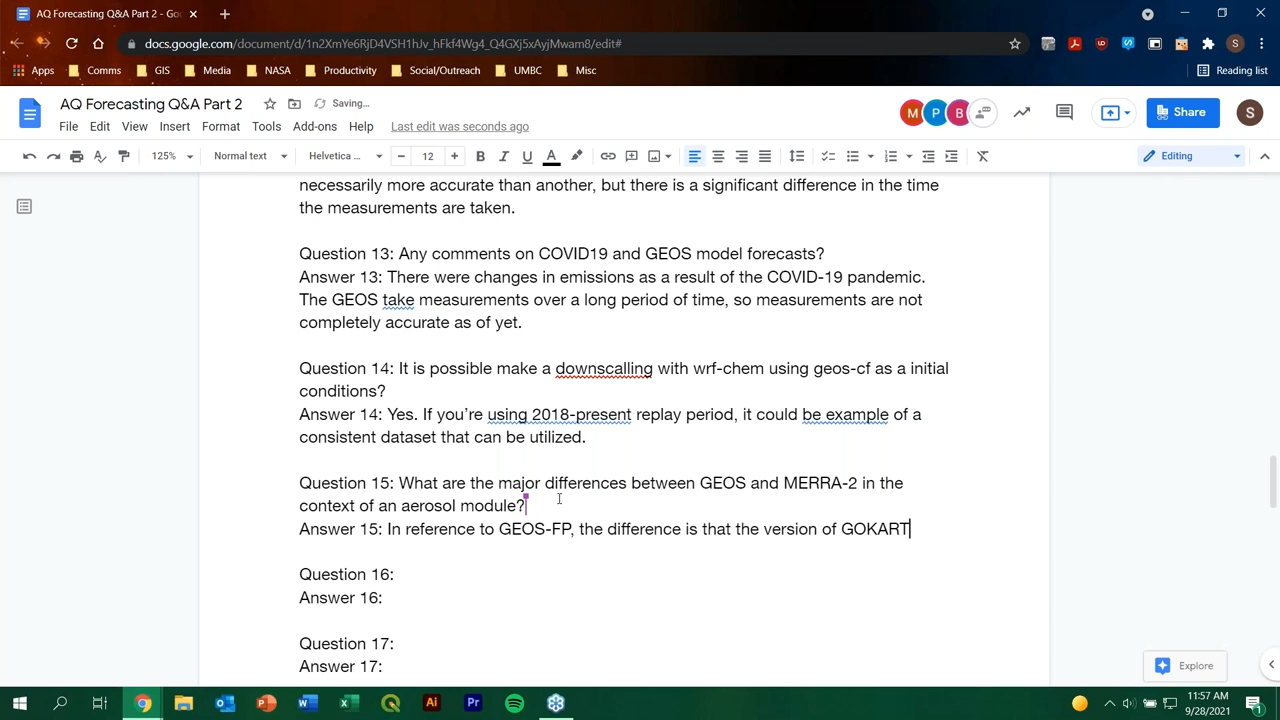 AQ Forecasting Q&A Part 2 - Go
docs.google.com/document/d/1n2XmYe6RjD4VSH1hJv_hFkf4Wg4_Q4GXj5xAyjMwam8/edit#
S
Apps Comms GIS Media NASA Productivity Social/Outreach UMBC Misc Reading list
AQ Forecasting Q&A Part 2 Saving… M P B Share S
File Edit View Insert Format Tools Add-ons Help Last edit was seconds ago
125% Normal text Helvetica ... 12 B I U A Editing
necessarily more accurate than another, but there is a significant difference in the time
the measurements are taken.
Question 13: Any comments on COVID19 and GEOS model forecasts?
Answer 13: There were changes in emissions as a result of the COVID-19 pandemic.
The GEOS take measurements over a long period of time, so measurements are not
completely accurate as of yet.
Question 14: It is possible make a downscalling with wrf-chem using geos-cf as a initial
conditions?
Answer 14: Yes. If you’re using 2018-present replay period, it could be example of a
consistent dataset that can be utilized.
Question 15: What are the major differences between GEOS and MERRA-2 in the
context of an aerosol module?
Answer 15: In reference to GEOS-FP, the difference is that the version of GOKART
Question 16:
Answer 16:
Question 17:
Answer 17:
Explore
11:57 AM
9/28/2021